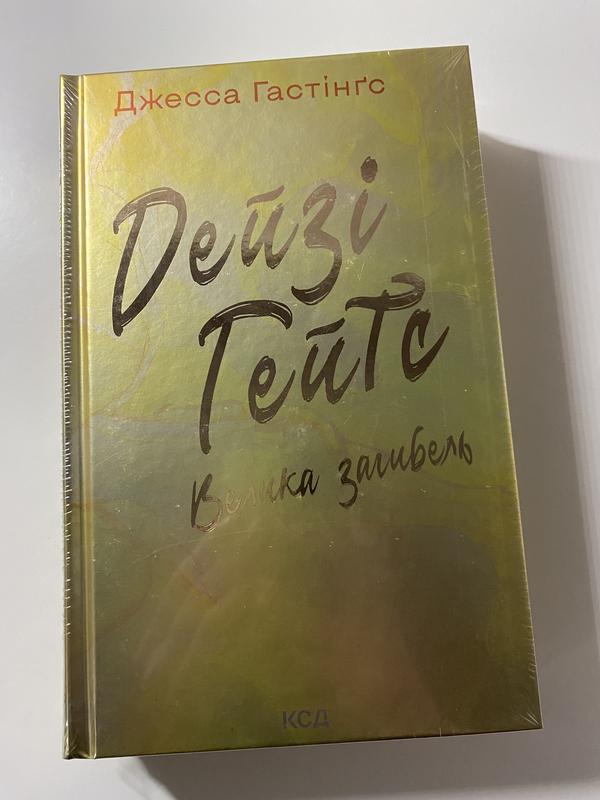 Джесса Гастінґс
Дейзі
Гейтс
Велика загибель
КСД